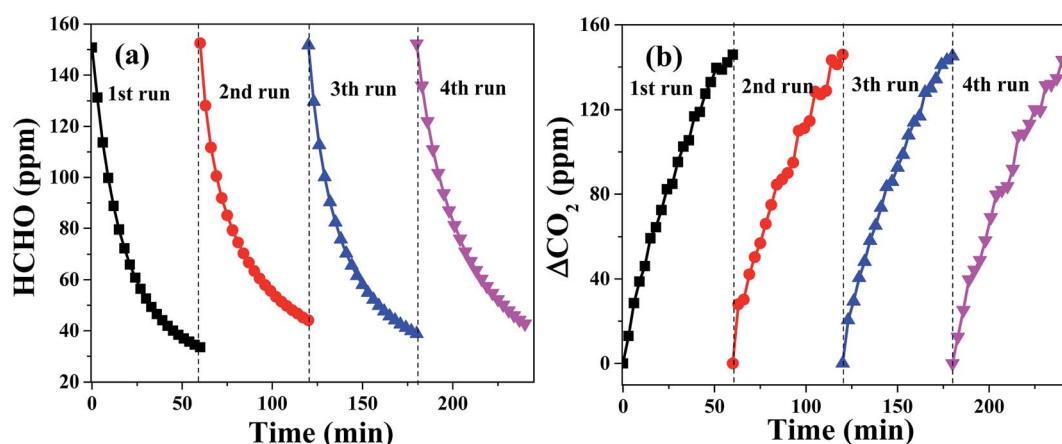 160
140
120
100
80
60
40
20
HCHO (ppm)
(a)
1st run
2nd run
3th run
4th run
0
50
100
150
200
Time (min)
160
120
80
40
0
ΔCO₂ (ppm)
(b)
1st run
2nd run
3th run
4th run
0
50
100
150
200
Time (min)